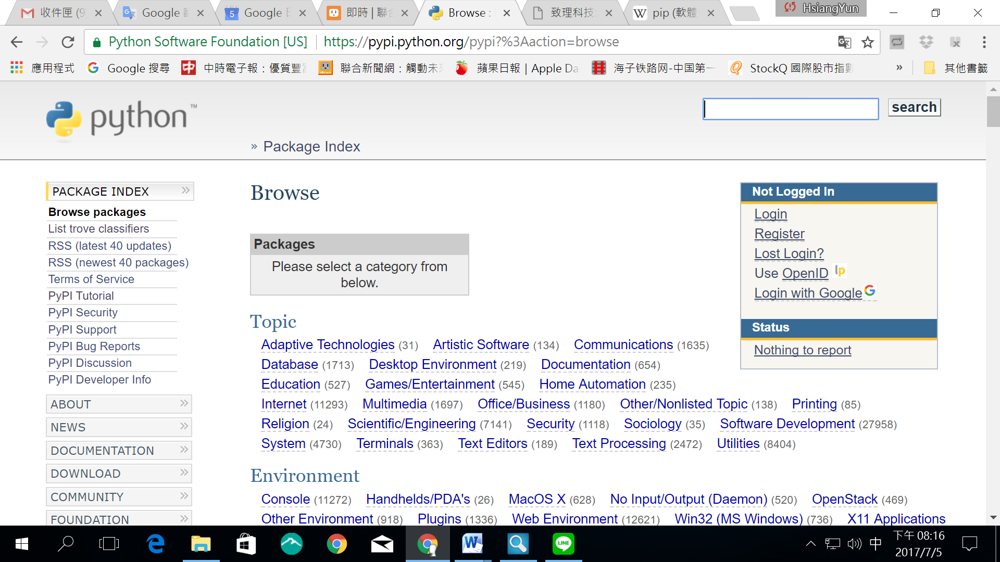 收件匣 (9
Google 翻
Google 日
即時 | 聯合
Browse :
致理科技
pip (軟體
HsiangYun
Python Software Foundation [US]
https://pypi.python.org/pypi?%3Aaction=browse
應用程式
Google 搜尋
中時電子報：優質豐富
聯合新聞網：觸動未來
蘋果日報 | Apple Da
海子铁路网-中国第一
StockQ 國際股市指數
»
其他書籤
python™
search
» Package Index
PACKAGE INDEX »
Browse packages
List trove classifiers
RSS (latest 40 updates)
RSS (newest 40 packages)
Terms of Service
PyPI Tutorial
PyPI Security
PyPI Support
PyPI Bug Reports
PyPI Discussion
PyPI Developer Info
ABOUT »
NEWS »
DOCUMENTATION »
DOWNLOAD »
COMMUNITY »
FOUNDATION »
Browse
Packages
Please select a category from
below.
Topic
Adaptive Technologies (31) Artistic Software (134) Communications (1635)
Database (1713) Desktop Environment (219) Documentation (654)
Education (527) Games/Entertainment (545) Home Automation (235)
Internet (11293) Multimedia (1697) Office/Business (1180) Other/Nonlisted Topic (138) Printing (85)
Religion (24) Scientific/Engineering (7141) Security (1118) Sociology (35) Software Development (27958)
System (4730) Terminals (363) Text Editors (189) Text Processing (2472) Utilities (8404)
Environment
Console (11272) Handhelds/PDA's (26) MacOS X (628) No Input/Output (Daemon) (520) OpenStack (469)
Other Environment (918) Plugins (1336) Web Environment (12621) Win32 (MS Windows) (736) X11 Applications
Not Logged In
Login
Register
Lost Login?
Use OpenID lp
Login with Google
Status
Nothing to report
LINE
中
下午 08:16
2017/7/5